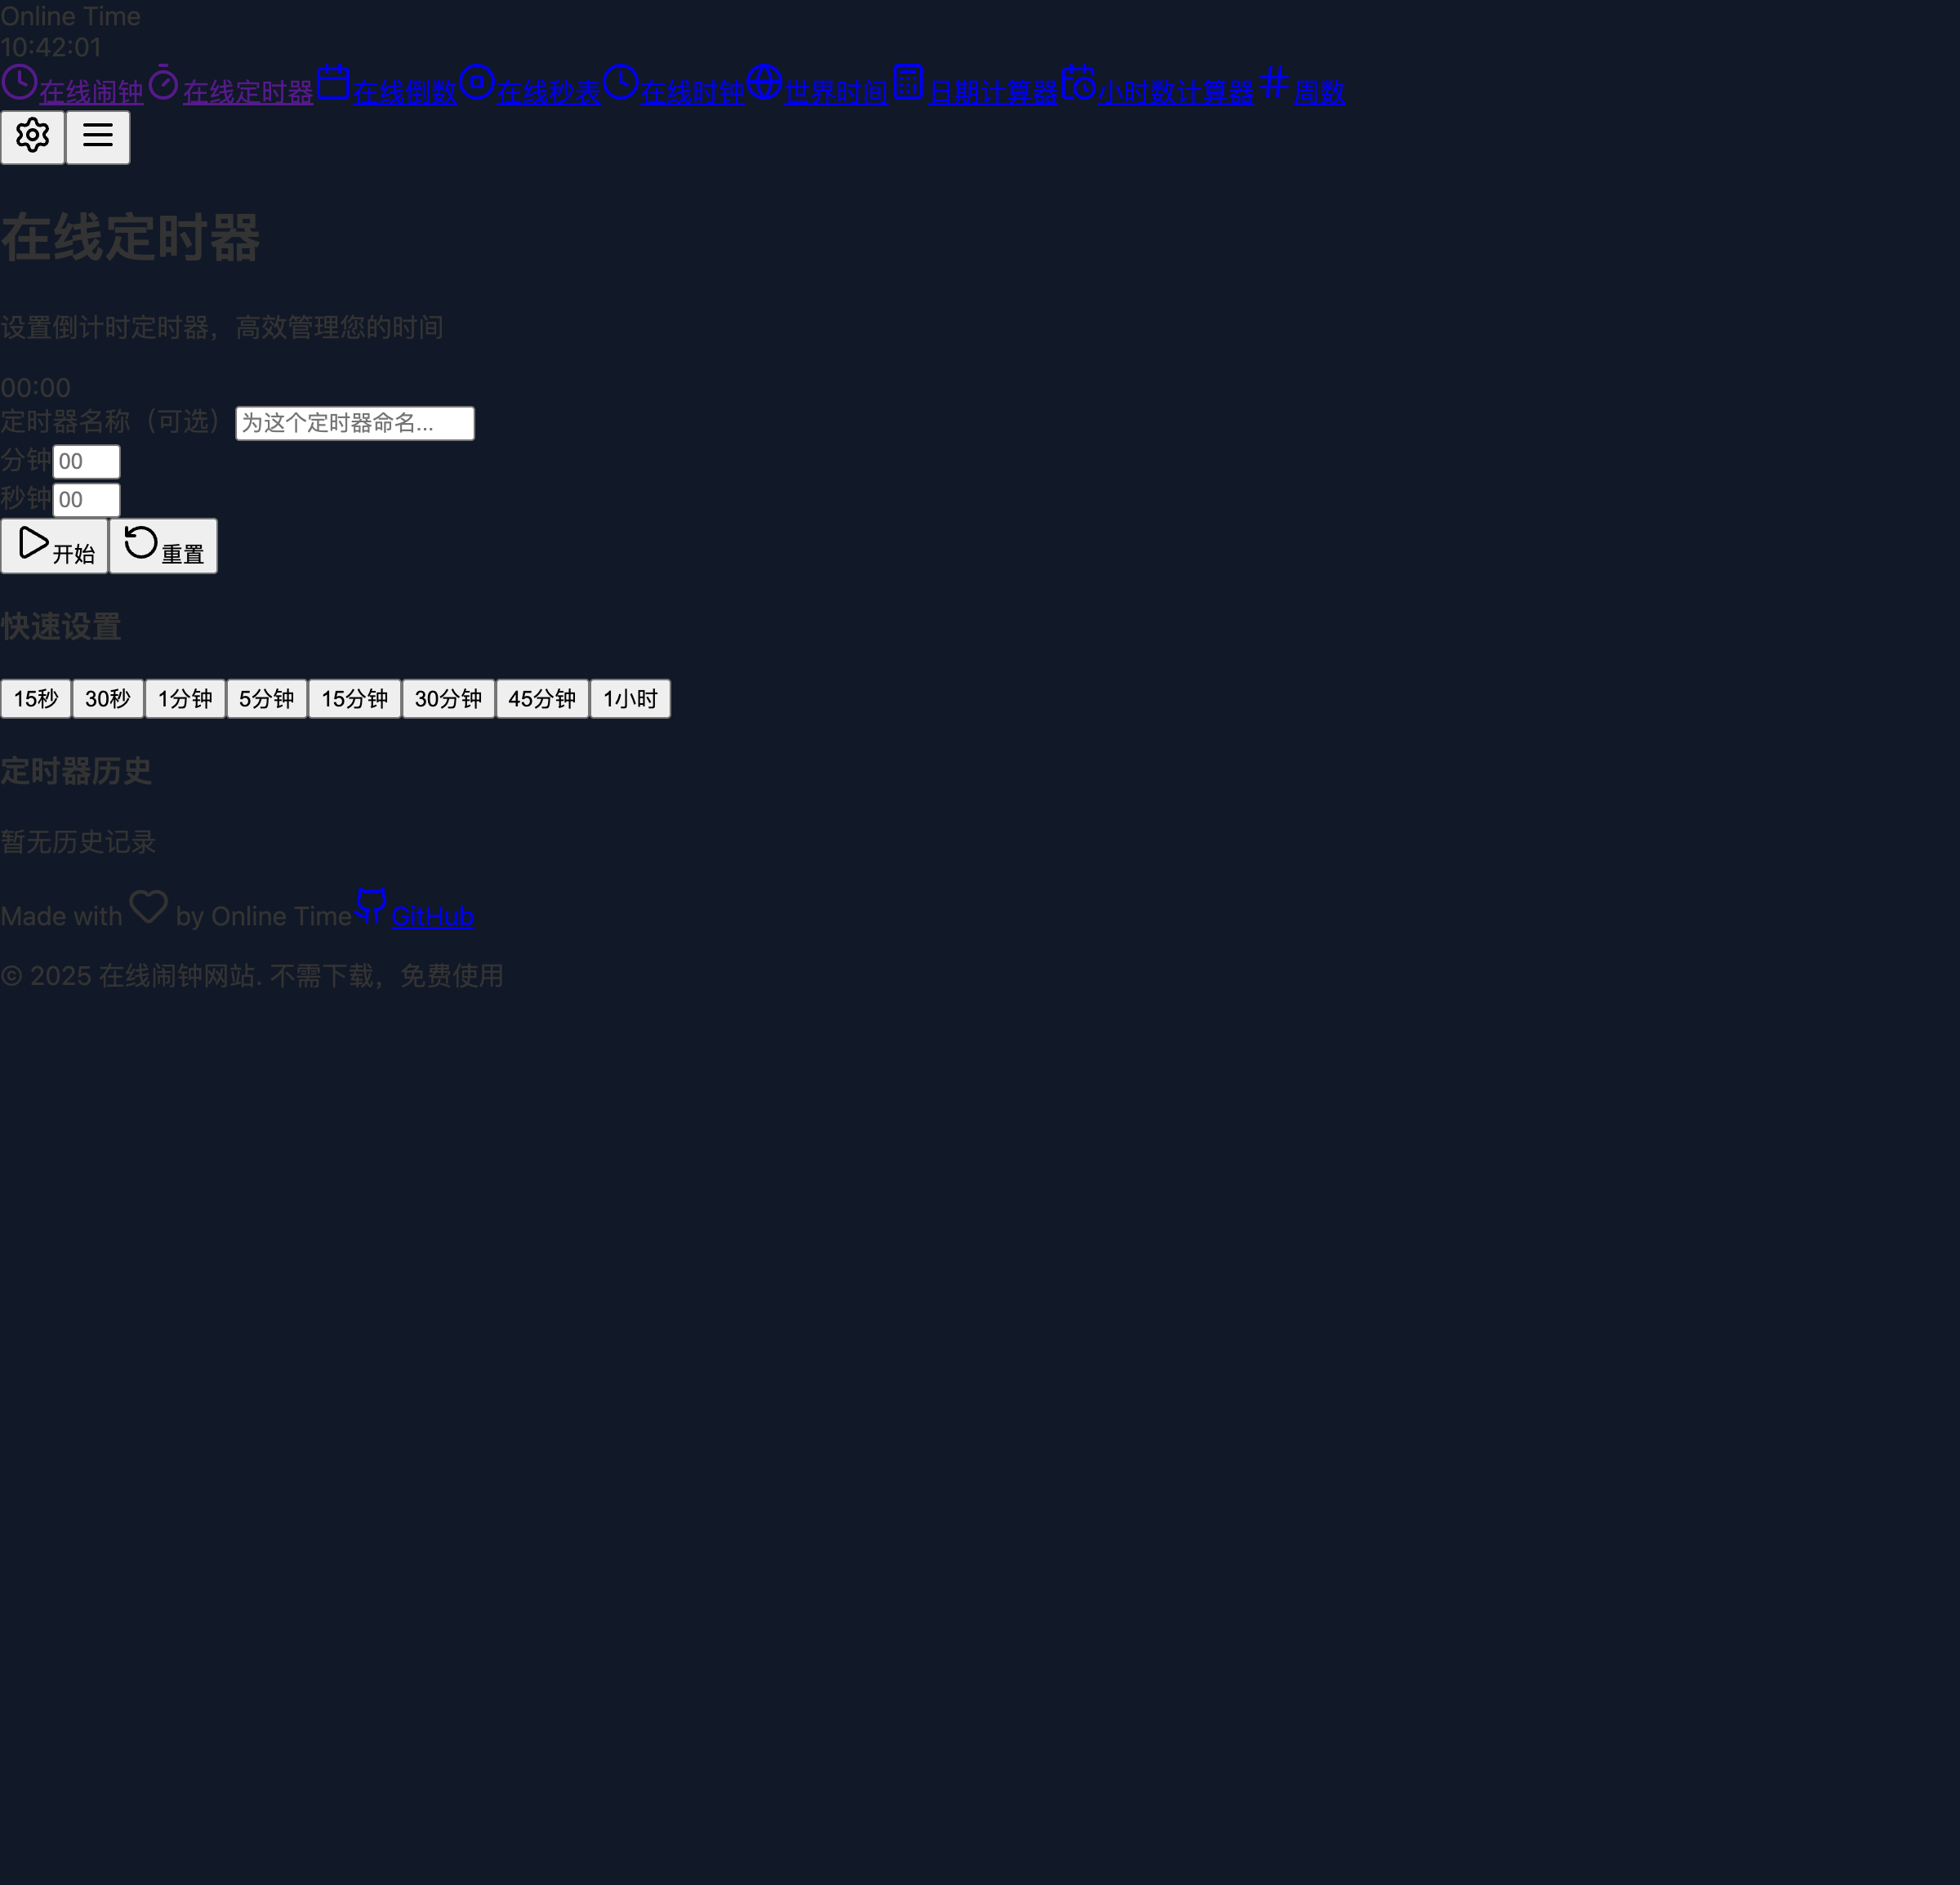 Online Time
10:42:01
在线闹钟 在线定时器 在线倒数 在线秒表 在线时钟 世界时间 日期计算器 小时数计算器 周数
在线定时器
设置倒计时定时器，高效管理您的时间
00:00
定时器名称（可选） 为这个定时器命名...
分钟 00
秒钟 00
开始 重置
快速设置
15秒 30秒 1分钟 5分钟 15分钟 30分钟 45分钟 1小时
定时器历史
暂无历史记录
Made with by Online Time GitHub
© 2025 在线闹钟网站. 不需下载，免费使用